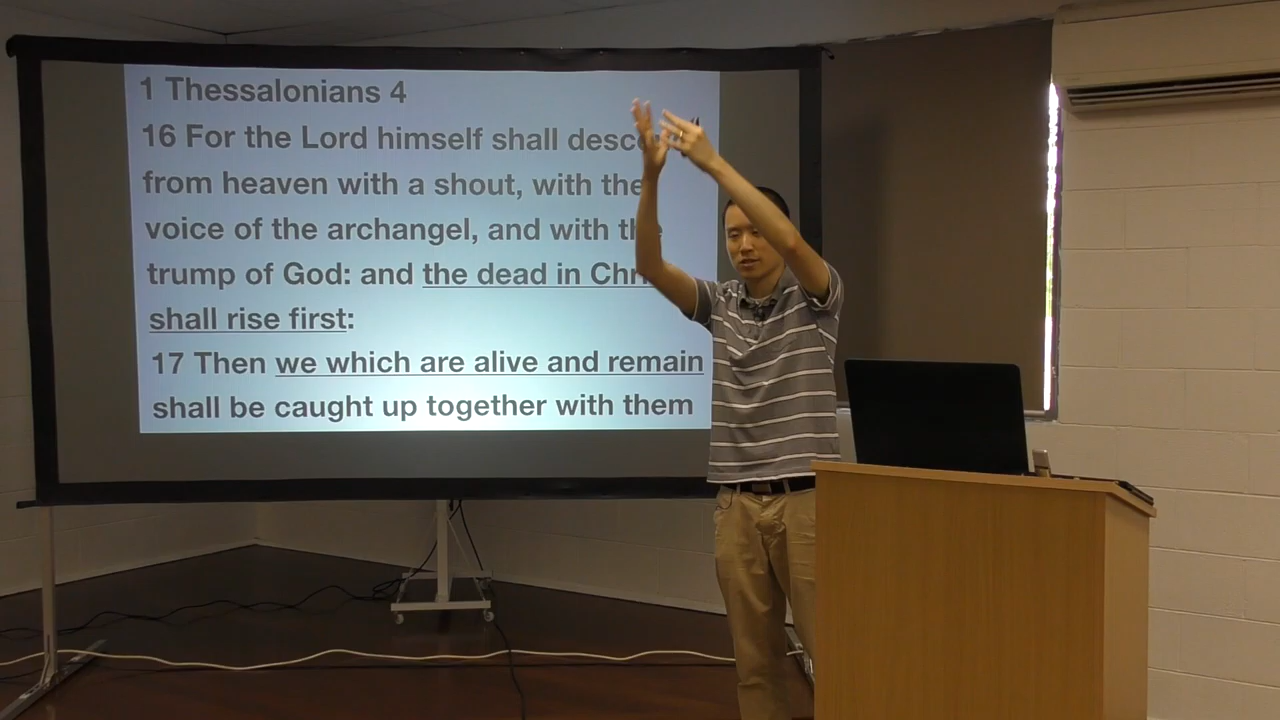 1 Thessalonians 4
16 For the Lord himself shall
from heaven with a shout, with the
voice of the archangel, and with the
trump of God: and the dead in
shall rise first:
17 Then we which are alive and remain
shall be caught up together with them